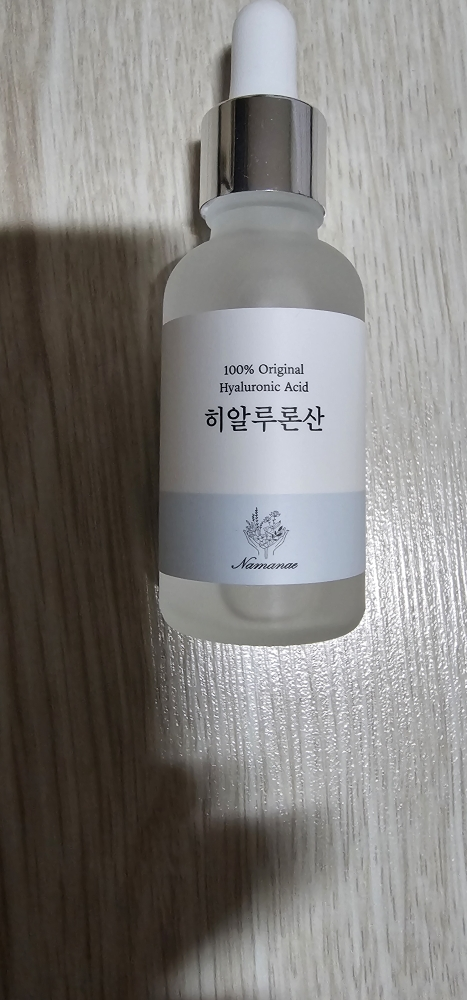 100% Original
Hyaluronic Acid
히알루론산
Namanae